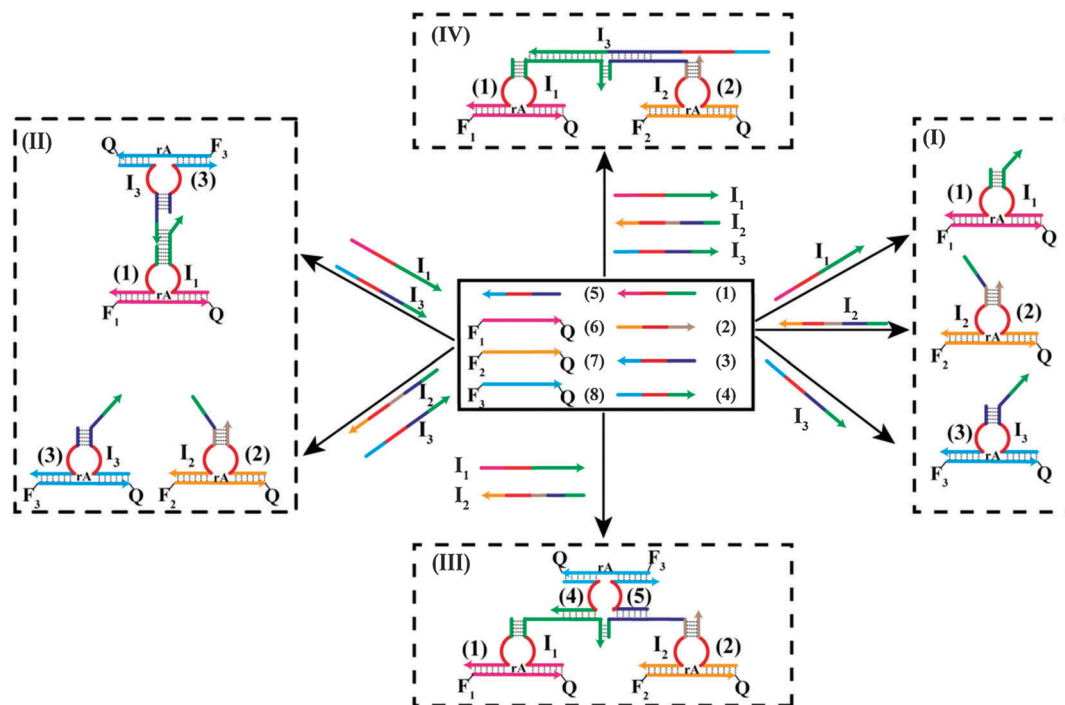 (IV)
I3
(1) I1 I2 (2)
rA rA
F1 Q F2 Q
(II)
Q rA F3
I3 (3)
(1) I1
rA
F1 Q
(3) I3 I2 (2)
rA rA
F3 Q F2 Q
I1
I3
I2
I3
I1
I2
I3
(5) (1)
F1 Q (6) (2)
F2 Q (7) (3)
F3 Q (8) (4)
I1
I2
I1
I2
I3
(I)
(1) I1
rA
F1 Q
I2 (2)
rA
F2 Q
(3) I3
rA
F3 Q
(III)
Q rA F3
(4) (5)
(1) I1 I2 (2)
rA rA
F1 Q F2 Q